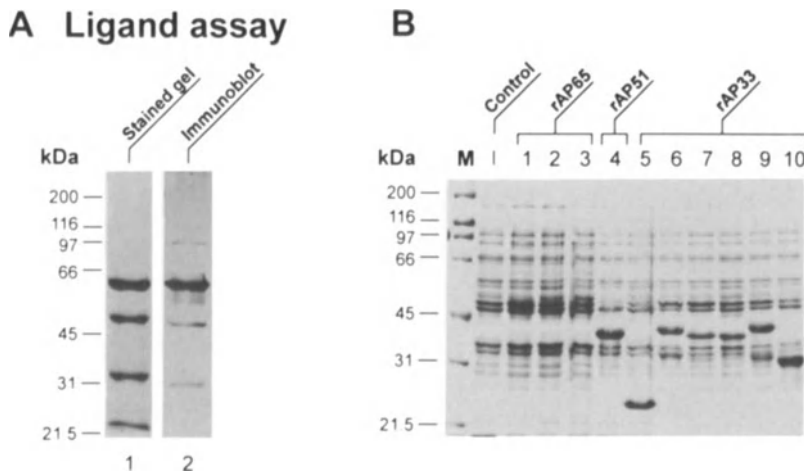 A Ligand assay
Stained gel
Immunoblot
kDa
200
116
97
66
45
31
21 5
1 2
B
Control
rAP65
rAP51
rAP33
kDa M I 1 2 3 4 5 6 7 8 9 10
200
116
97
66
45
31
21.5